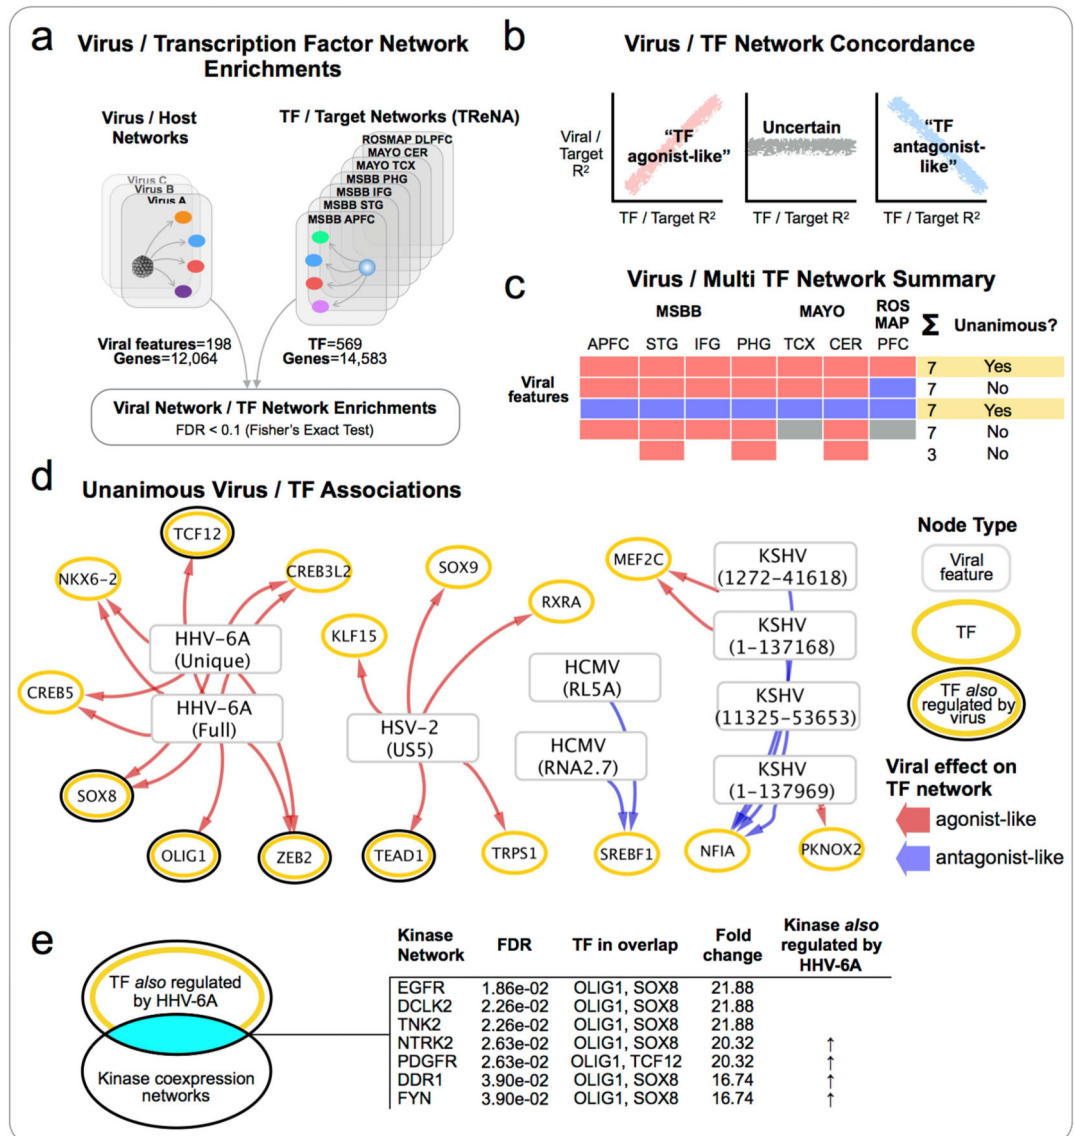 a
Virus / Transcription Factor Network
Enrichments
Virus / Host
Networks
TF / Target Networks (TReNA)
Virus C
Virus B
Virus A
ROSMAP DLPFC
MAYO CER
MAYO TCX
MSBB PHG
MSBB IFG
MSBB STG
MSBB APFC
Viral features=198
Genes=12,064
TF=569
Genes=14,583
Viral Network / TF Network Enrichments
FDR < 0.1 (Fisher's Exact Test)
b
Virus / TF Network Concordance
Viral /
Target
R2
"TF
agonist-like"
Uncertain
"TF
antagonist-
like"
TF / Target R2
TF / Target R2
TF / Target R2
c
Virus / Multi TF Network Summary
MSBB
MAYO
ROS
MAP
Σ
Unanimous?
APFC STG IFG PHG TCX CER PFC
Viral
features
7 Yes
7 No
7 Yes
7 No
3 No
d
Unanimous Virus / TF Associations
TCF12
NKX6-2
CREB3L2
HHV-6A
(Unique)
CREB5
HHV-6A
(Full)
SOX8
OLIG1
ZEB2
SOX9
RXRA
KLF15
HSV-2
(US5)
TEAD1
TRPS1
HCMV
(RL5A)
HCMV
(RNA2.7)
SREBF1
MEF2C
KSHV
(1272-41618)
KSHV
(1-137168)
KSHV
(11325-53653)
KSHV
(1-137969)
NFIA
PKNOX2
Node Type
Viral
feature
TF
TF also
regulated by
virus
Viral effect on
TF network
agonist-like
antagonist-like
e
TF also regulated
by HHV-6A
Kinase coexpression
networks
Kinase
Network
FDR
TF in overlap
Fold
change
Kinase also
regulated by
HHV-6A
EGFR 1.86e-02 OLIG1, SOX8 21.88
DCLK2 2.26e-02 OLIG1, SOX8 21.88
TNK2 2.26e-02 OLIG1, SOX8 21.88
NTRK2 2.63e-02 OLIG1, SOX8 20.32 ↑
PDGFR 2.63e-02 OLIG1, TCF12 20.32 ↑
DDR1 3.90e-02 OLIG1, SOX8 16.74 ↑
FYN 3.90e-02 OLIG1, SOX8 16.74 ↑